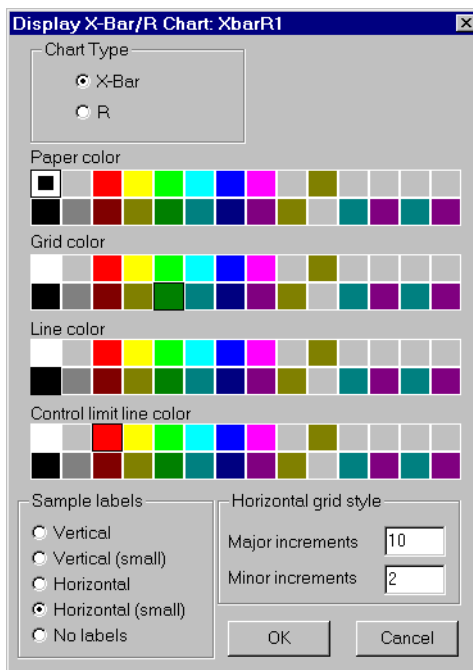 Display X-Bar/R Chart: XbarR1
Chart Type
X-Bar
R
Paper color
Grid color
Line color
Control limit line color
Sample labels
Vertical
Vertical (small)
Horizontal
Horizontal (small)
No labels
Horizontal grid style
Major increments 10
Minor increments 2
OK Cancel